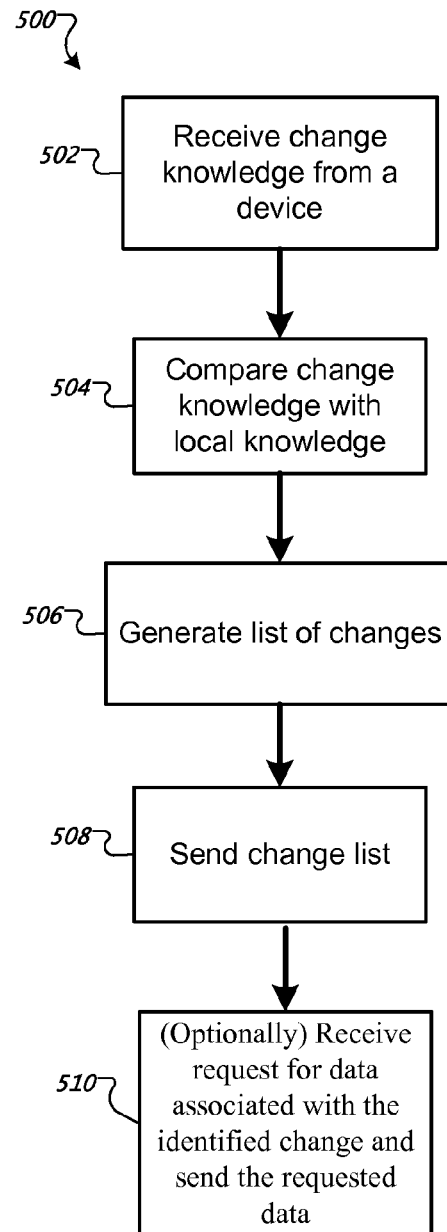 500
502
Receive change
knowledge from a
device
504
Compare change
knowledge with
local knowledge
506
Generate list of changes
508
Send change list
510
(Optionally) Receive
request for data
associated with the
identified change and
send the requested
data